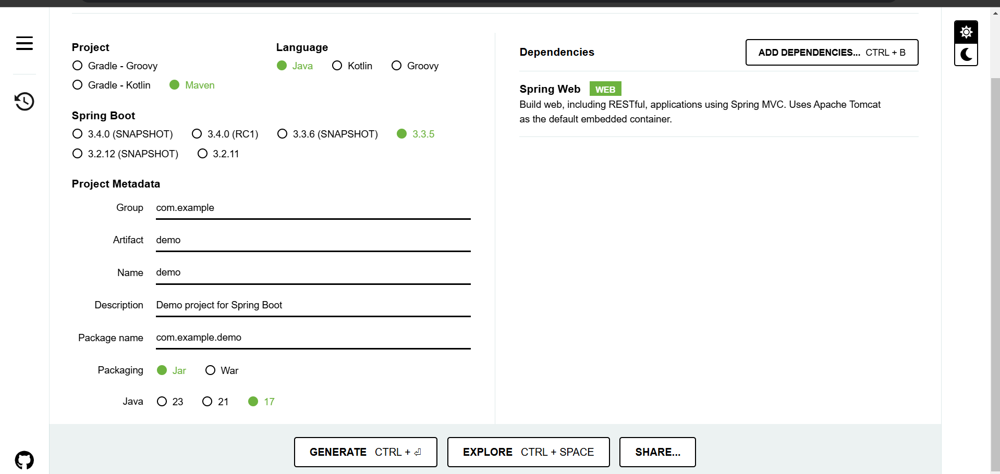 Project
Gradle - Groovy
Gradle - Kotlin Maven
Language
Java Kotlin Groovy
Spring Boot
3.4.0 (SNAPSHOT) 3.4.0 (RC1) 3.3.6 (SNAPSHOT) 3.3.5
3.2.12 (SNAPSHOT) 3.2.11
Project Metadata
Group com.example
Artifact demo
Name demo
Description Demo project for Spring Boot
Package name com.example.demo
Packaging Jar War
Java 23 21 17
Dependencies ADD DEPENDENCIES... CTRL + B
Spring Web WEB
Build web, including RESTful, applications using Spring MVC. Uses Apache Tomcat
as the default embedded container.
GENERATE CTRL + ⏎ EXPLORE CTRL + SPACE SHARE...